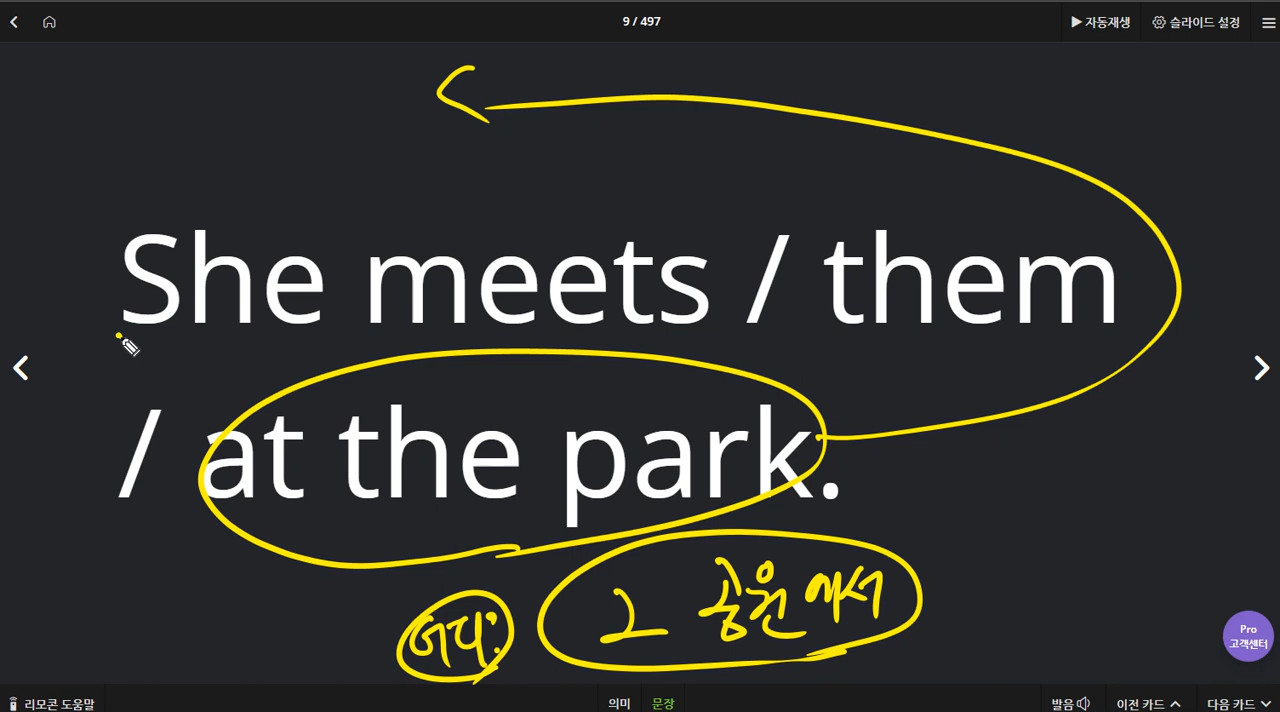 9 / 497
자동재생
슬라이드 설정
She meets / them
/ at the park.
어디?
그 공원에서
Pro
고객센터
리모콘 도움말
의미
문장
발음
이전 카드
다음 카드